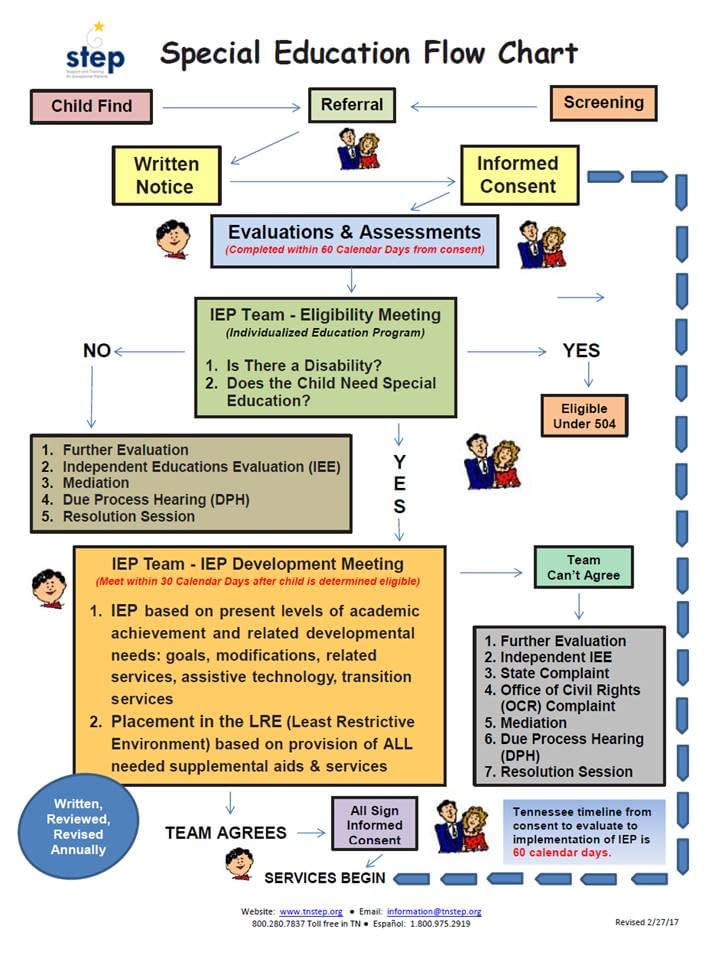 step
Support and Training
for Exceptional Parents
Special Education Flow Chart
Child Find
Referral
Screening
Written
Notice
Informed
Consent
Evaluations & Assessments
(Completed within 60 Calendar Days from consent)
IEP Team - Eligibility Meeting
(Individualized Education Program)
1. Is There a Disability?
2. Does the Child Need Special
Education?
NO
YES
Eligible
Under 504
1. Further Evaluation
2. Independent Educations Evaluation (IEE)
3. Mediation
4. Due Process Hearing (DPH)
5. Resolution Session
Y
E
S
IEP Team - IEP Development Meeting
(Meet within 30 Calendar Days after child is determined eligible)
1. IEP based on present levels of academic
achievement and related developmental
needs: goals, modifications, related
services, assistive technology, transition
services
2. Placement in the LRE (Least Restrictive
Environment) based on provision of ALL
needed supplemental aids & services
Team
Can't Agree
1. Further Evaluation
2. Independent IEE
3. State Complaint
4. Office of Civil Rights
(OCR) Complaint
5. Mediation
6. Due Process Hearing
(DPH)
7. Resolution Session
Written,
Reviewed,
Revised
Annually
TEAM AGREES
All Sign
Informed
Consent
Tennessee timeline from
consent to evaluate to
implementation of IEP is
60 calendar days.
SERVICES BEGIN
Website: www.tnstep.org ● Email: information@tnstep.org
800.280.7837 Toll free in TN ● Español: 1.800.975.2919
Revised 2/27/17